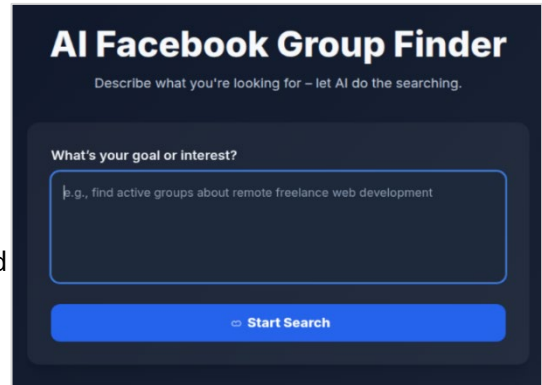 AI Facebook Group Finder
Describe what you're looking for – let AI do the searching.
What's your goal or interest?
e.g., find active groups about remote freelance web development
d
Start Search